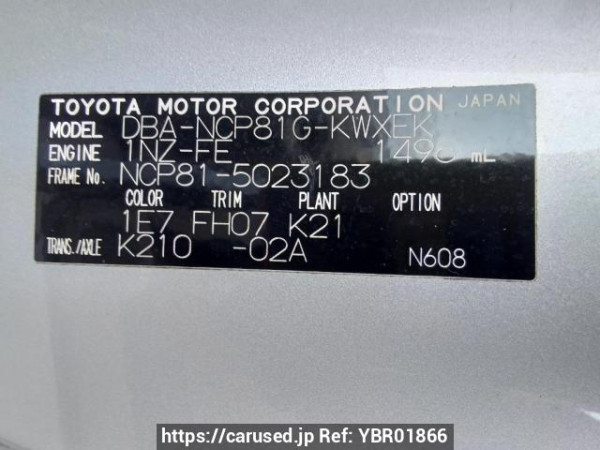 TOYOTA MOTOR CORPORATION JAPAN
MODEL DBA-NCP81G-KWXEK
ENGINE 1NZ-FE 1496 mL
FRAME No. NCP81-5023183
COLOR TRIM PLANT OPTION
1E7 FH07 K21
TRANS./AXLE K210 -02A N608
https://carused.jp Ref: YBR01866